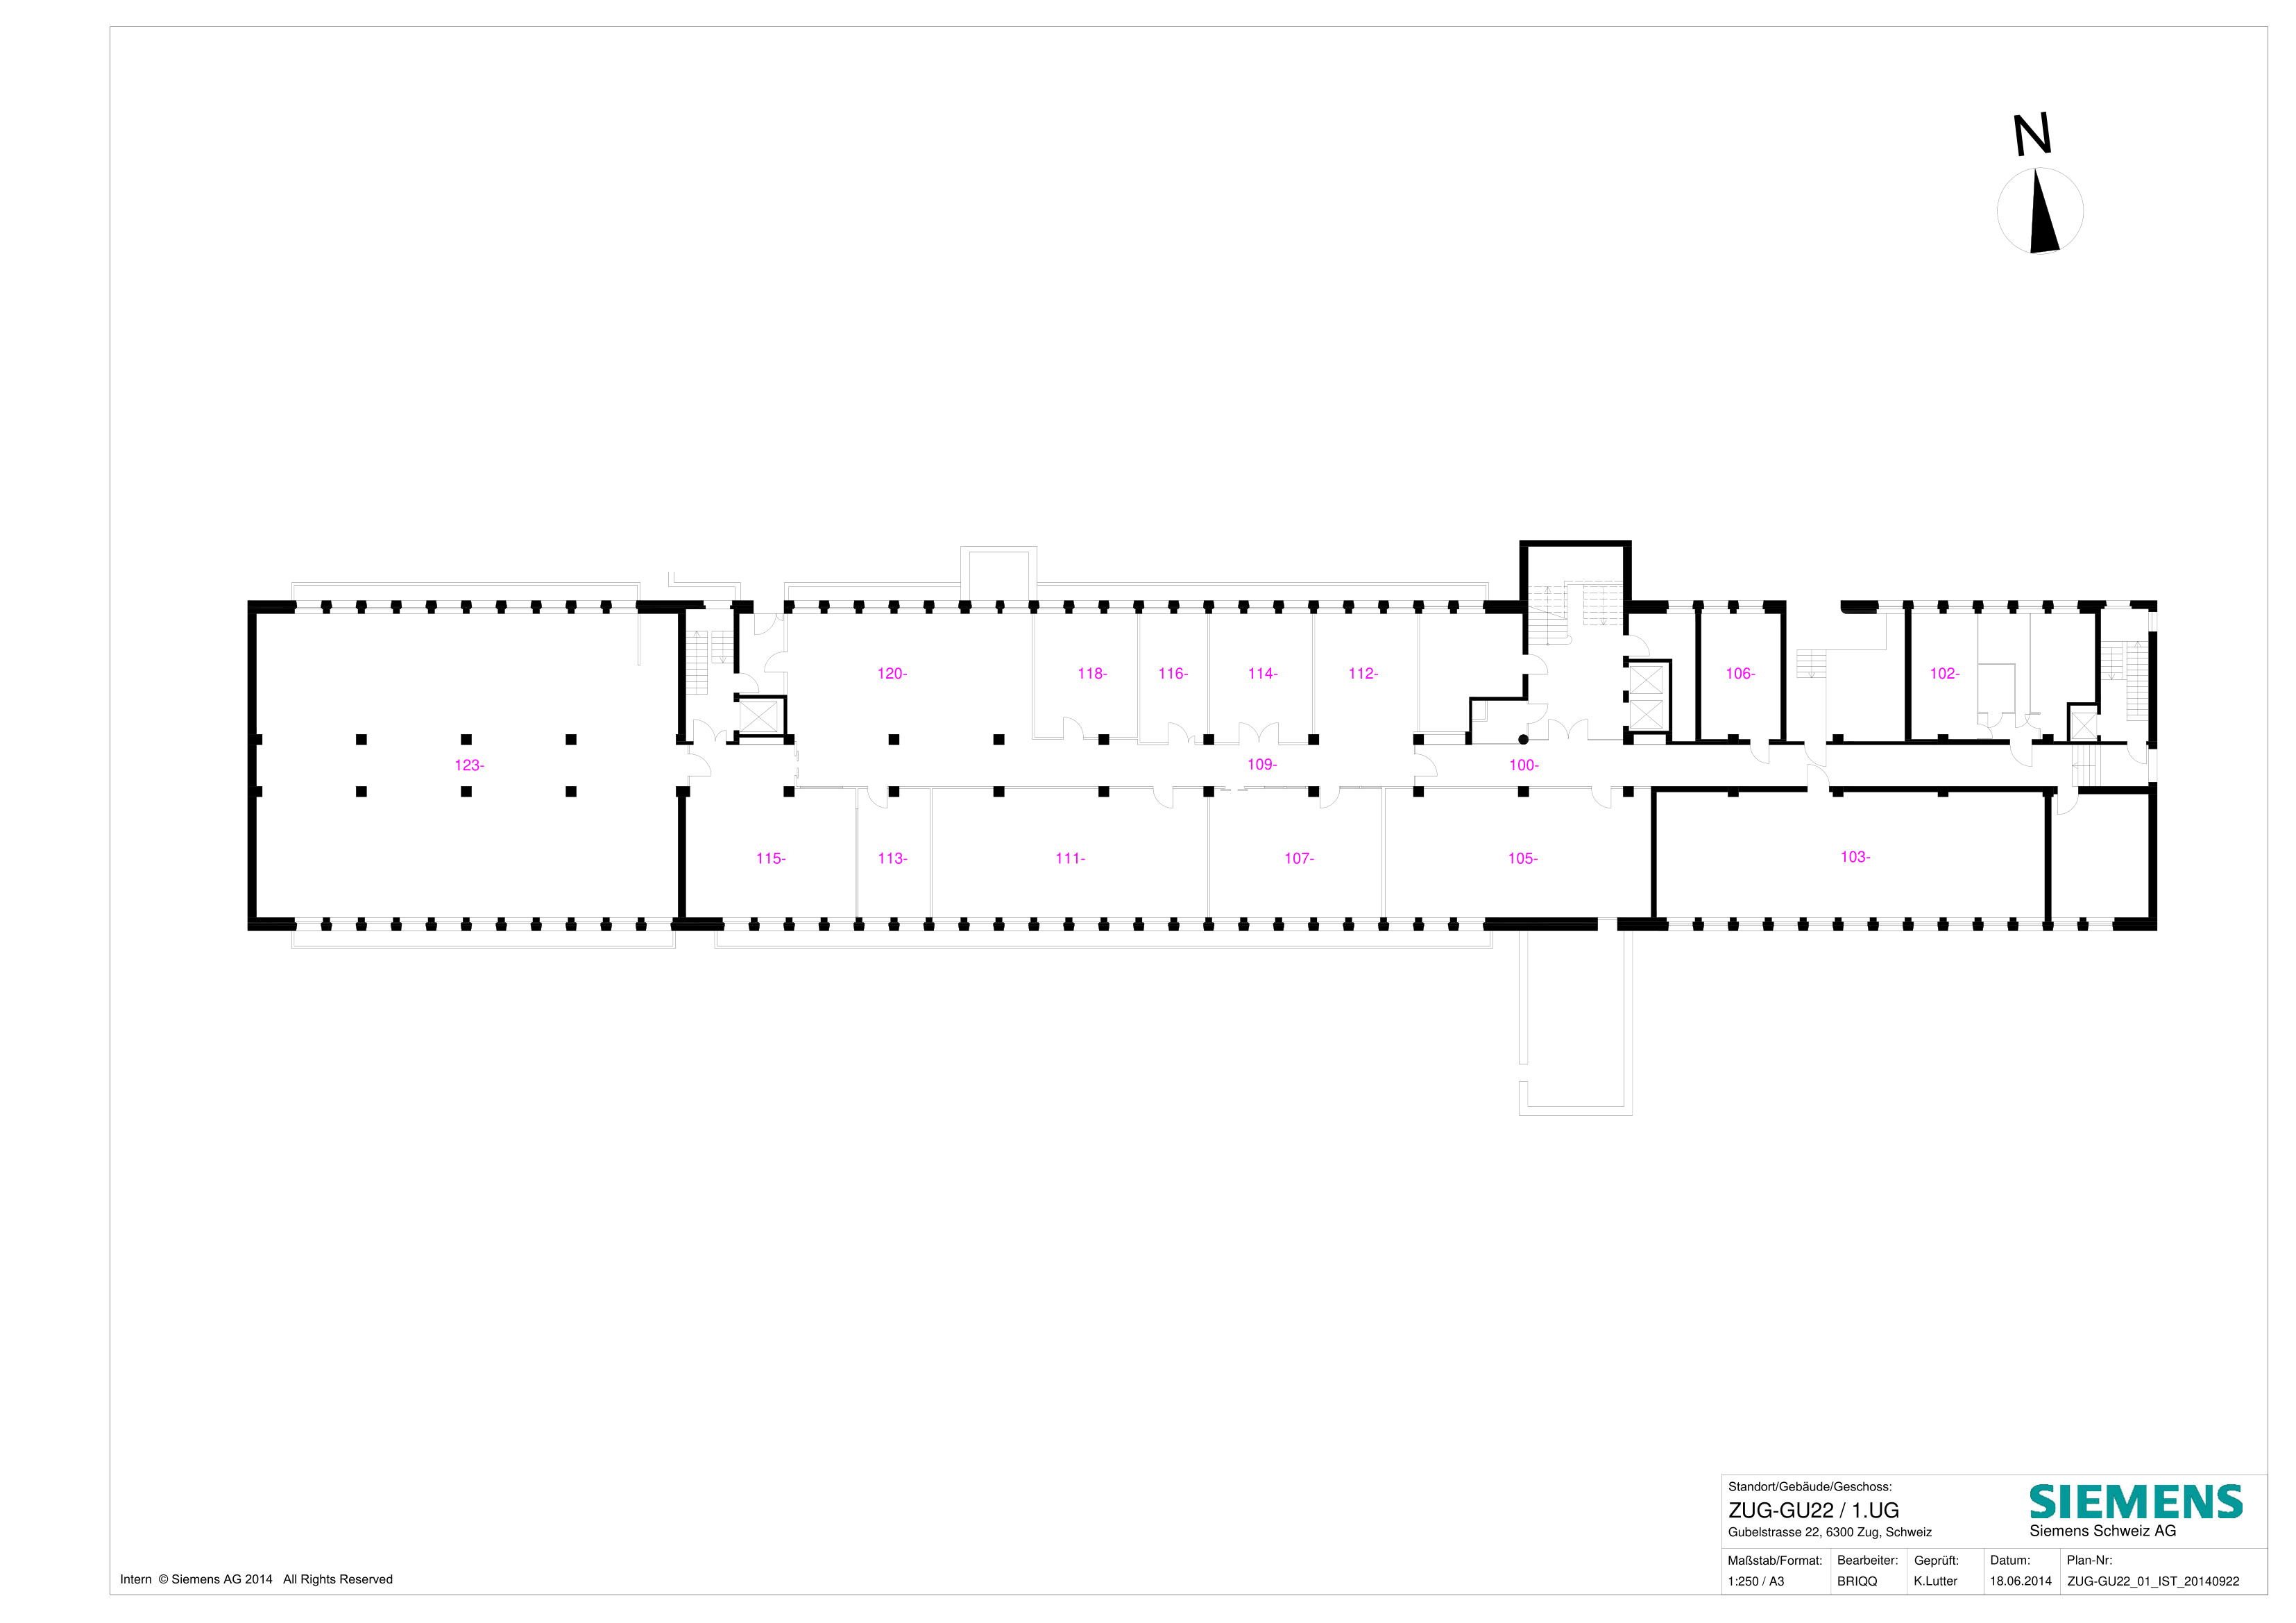 N
120-
118-
116-
114-
112-
106-
102-
123-
109-
100-
115-
113-
111-
107-
105-
103-
Standort/Gebäude/Geschoss:
ZUG-GU22 / 1.UG
Gubelstrasse 22, 6300 Zug, Schweiz
SIEMENS
Siemens Schweiz AG
Maßstab/Format:
1:250 / A3
Bearbeiter:
BRIQQ
Geprüft:
K.Lutter
Datum:
18.06.2014
Plan-Nr:
ZUG-GU22_01_IST_20140922
Intern © Siemens AG 2014 All Rights Reserved